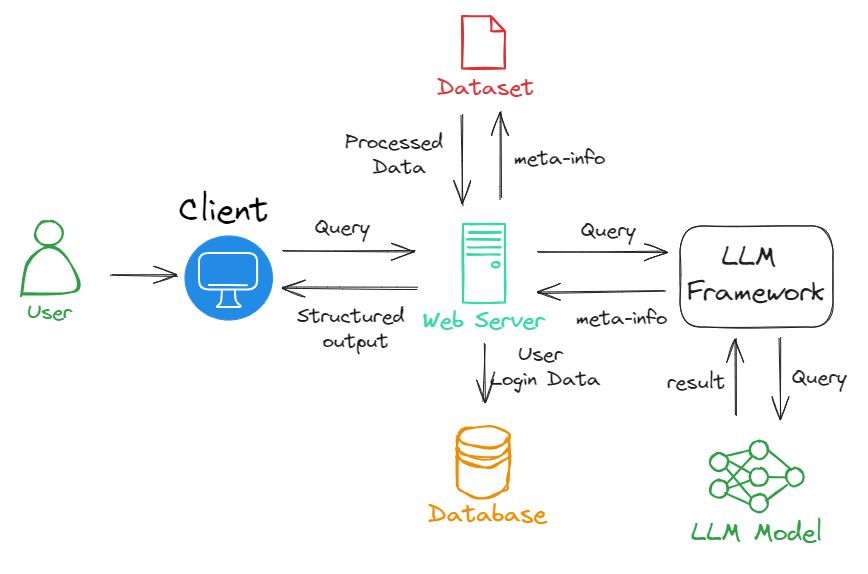 Dataset
Processed
Data
meta-info
Client
Query
Query
LLM
Framework
User
Structured
output
Web Server
meta-info
User
Login Data
result
Query
Database
LLM Model